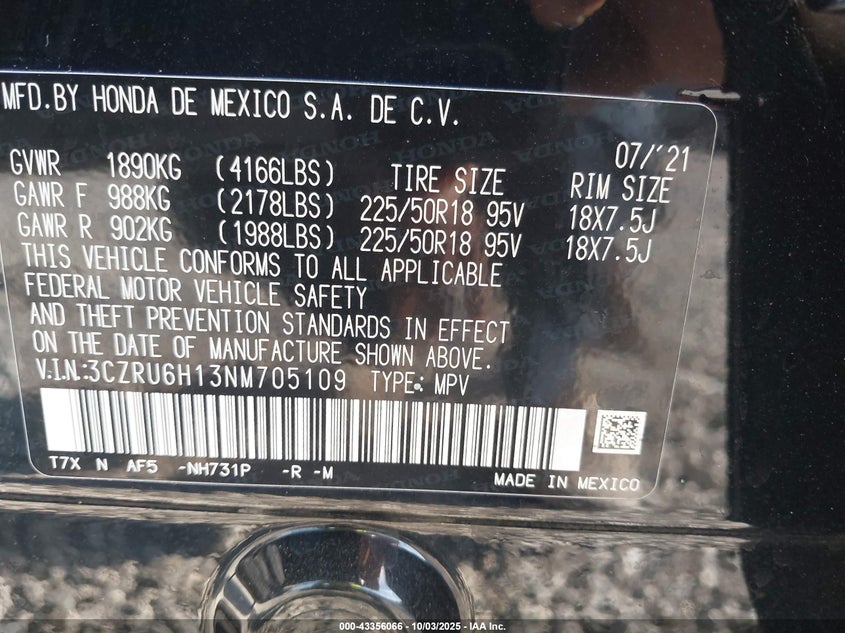 MFD.BY HONDA DE MEXICO S.A. DE C.V.
07/'21
GVWR 1890KG (4166LBS) TIRE SIZE RIM SIZE
GAWR F 988KG (2178LBS) 225/50R18 95V 18X7.5J
GAWR R 902KG (1988LBS) 225/50R18 95V 18X7.5J
THIS VEHICLE CONFORMS TO ALL APPLICABLE
FEDERAL MOTOR VEHICLE SAFETY
AND THEFT PREVENTION STANDARDS IN EFFECT
ON THE DATE OF MANUFACTURE SHOWN ABOVE.
V.I.N.:3CZRU6H13NM705109 TYPE: MPV
T7X N AF5 -NH731P -R -M
MADE IN MEXICO
000-43356066 - 10/03/2025 - IAA Inc.